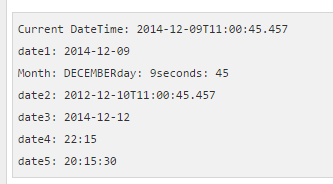 Current DateTime: 2014-12-09T11:00:45.457
date1: 2014-12-09
Month: DECEMBERday: 9seconds: 45
date2: 2012-12-10T11:00:45.457
date3: 2014-12-12
date4: 22:15
date5: 20:15:30